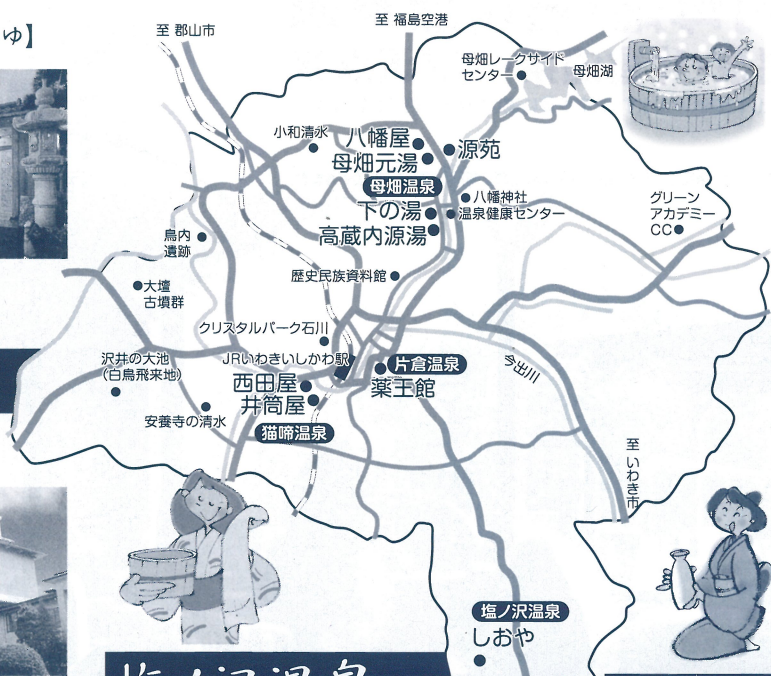 ゆ】
至 郡山市
至 福島空港
母畑レークサイド
センター
母畑湖
小和清水
八幡屋
母畑元湯
源苑
母畑温泉
八幡神社
温泉健康センター
下の湯
高蔵内源湯
グリーン
アカデミー
CC
鳥内
遺跡
歴史民族資料館
大壇
古墳群
クリスタルパーク石川
JRいわきいしかわ駅
沢井の大池
(白鳥飛来地)
片倉温泉
薬王館
今出川
西田屋
井筒屋
安養寺の清水
猫啼温泉
至 いわき市
塩ノ沢温泉
しおや
塩ノ沢温泉